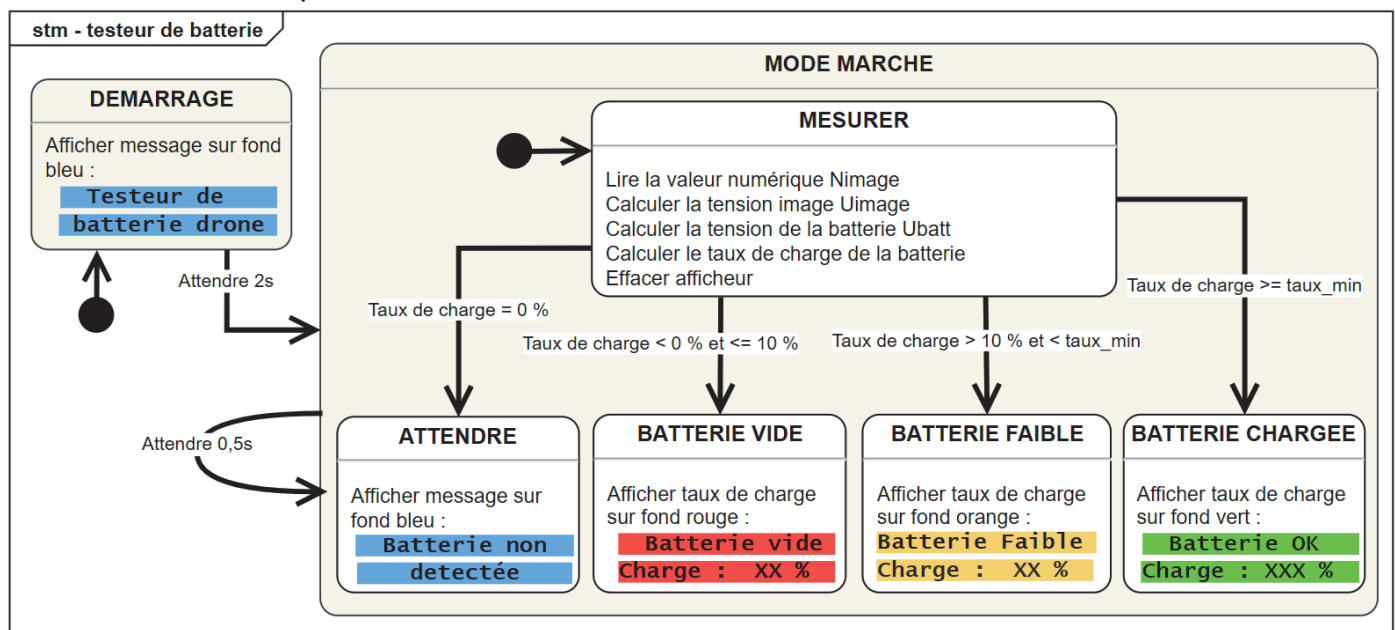 stm - testeur de batterie
DEMARRAGE
Afficher message sur fond
bleu :
Testeur de
batterie drone
Attendre 2s
Attendre 0,5s
MODE MARCHE
MESURER
Lire la valeur numérique Nimage
Calculer la tension image Uimage
Calculer la tension de la batterie Ubatt
Calculer le taux de charge de la batterie
Effacer afficheur
Taux de charge = 0 %
Taux de charge < 0 % et <= 10 %
Taux de charge > 10 % et < taux_min
Taux de charge >= taux_min
ATTENDRE
Afficher message sur
fond bleu :
Batterie non
detectée
BATTERIE VIDE
Afficher taux de charge
sur fond rouge :
Batterie vide
Charge : XX %
BATTERIE FAIBLE
Afficher taux de charge
sur fond orange :
Batterie Faible
Charge : XX %
BATTERIE CHARGEE
Afficher taux de charge
sur fond vert :
Batterie OK
Charge : XXX %